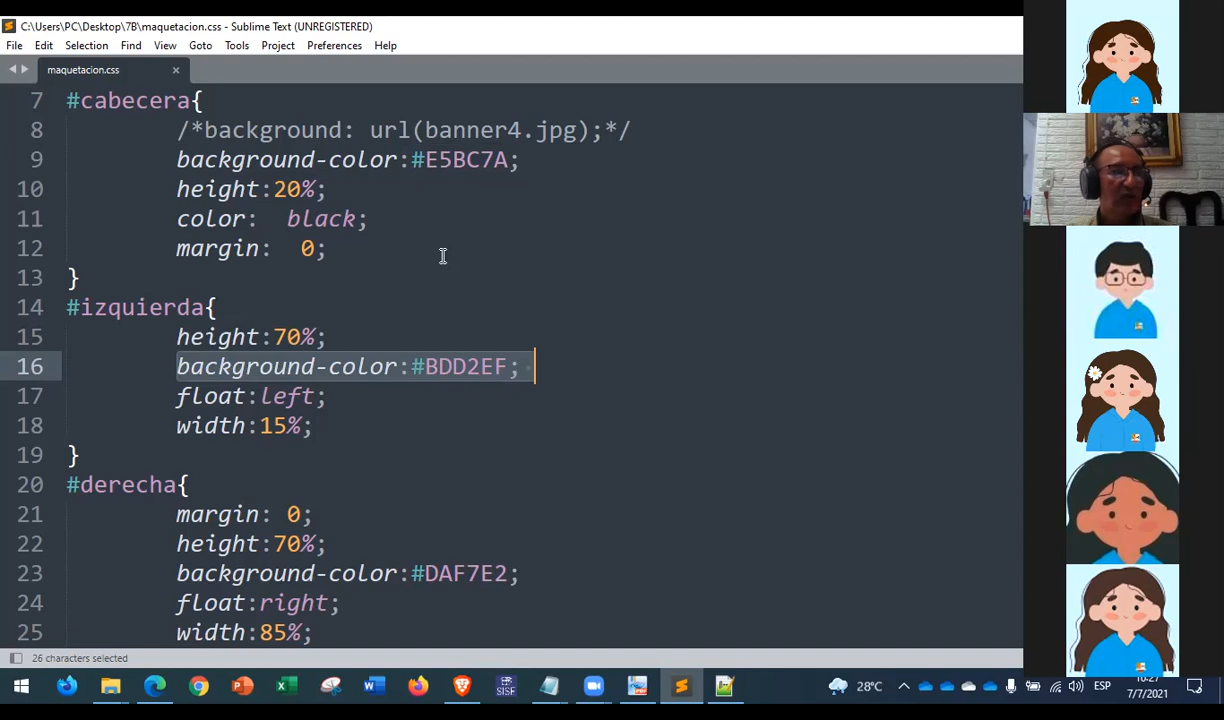 C:\Users\PC\Desktop\7B\maquetacion.css - Sublime Text (UNREGISTERED)
File Edit Selection Find View Goto Tools Project Preferences Help
maquetacion.css ×
7 #cabecera{
8 /*background: url(banner4.jpg);*/
9 background-color:#E5BC7A;
10 height:20%;
11 color: black;
12 margin: 0;
13 }
14 #izquierda{
15 height:70%;
16 background-color:#BDD2EF;
17 float:left;
18 width:15%;
19 }
20 #derecha{
21 margin: 0;
22 height:70%;
23 background-color:#DAF7E2;
24 float:right;
25 width:85%;
26 characters selected
28°C ESP 10:27
7/7/2021